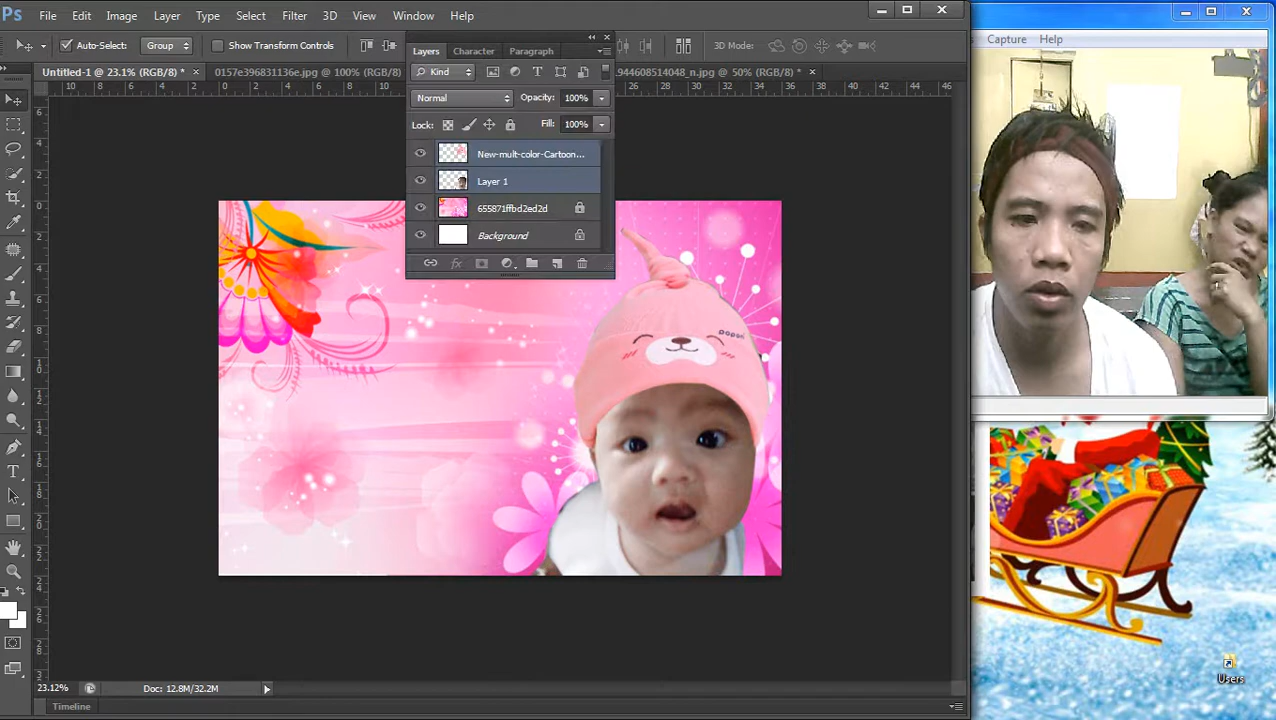 Ps File Edit Image Layer Type Select Filter 3D View Window Help
Auto-Select: Group Show Transform Controls 3D Mode:
Capture Help
Untitled-1 @ 23.1% (RGB/8) * 0157e396831136e.jpg @ 100% (RGB/8) 944608514048_n.jpg @ 50% (RGB/8) *
Layers Character Paragraph
Kind
Normal Opacity: 100%
Lock: Fill: 100%
New-mult-color-Cartoon...
Layer 1
655871ffbd2ed2d
Background
23.12% Doc: 12.8M/32.2M
Timeline
Users